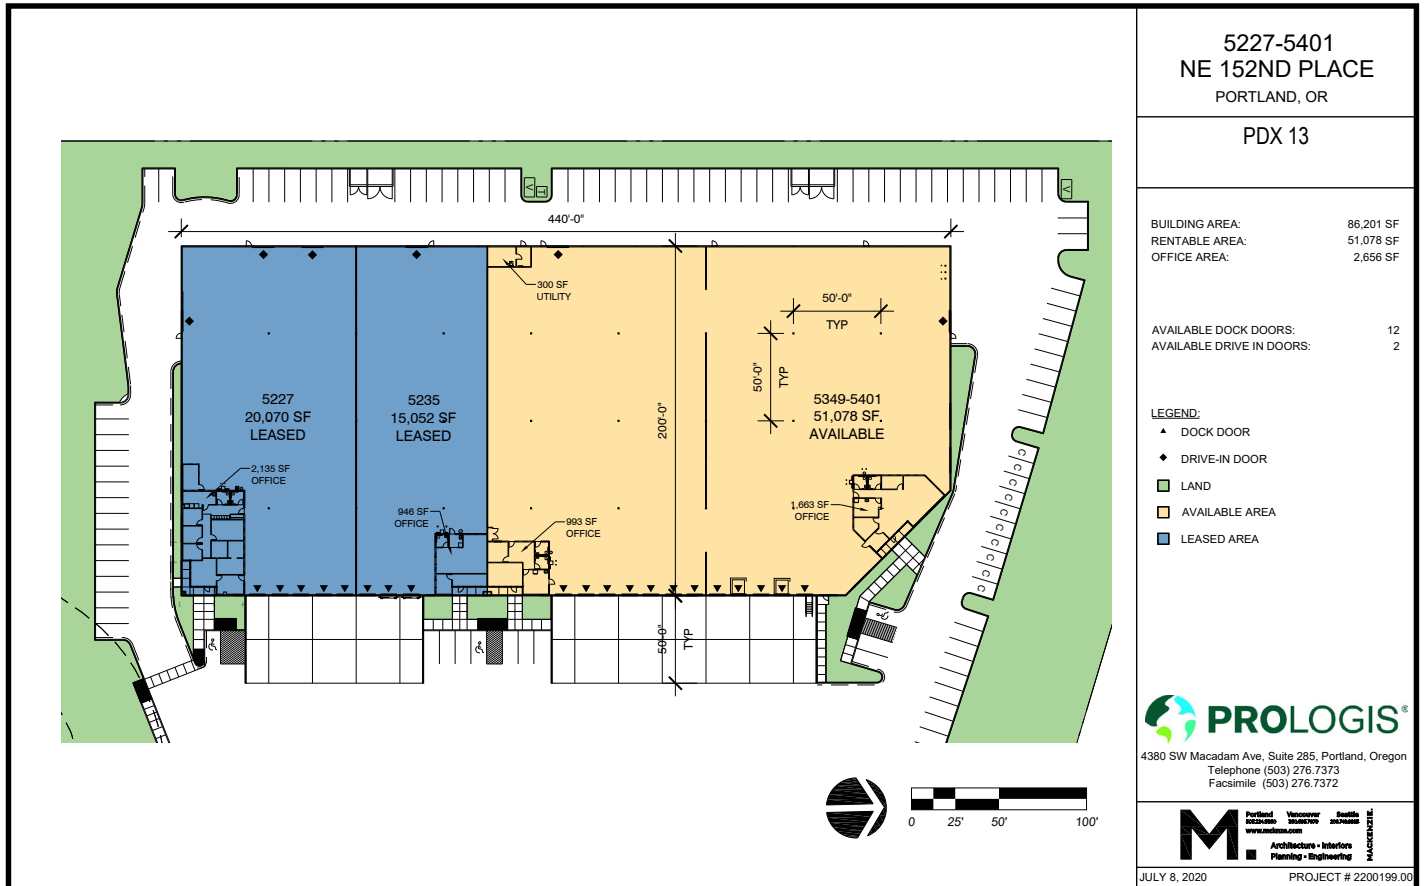 5227-5401
NE 152ND PLACE
PORTLAND, OR
PDX 13
BUILDING AREA: 86,201 SF
RENTABLE AREA: 51,078 SF
OFFICE AREA: 2,656 SF
AVAILABLE DOCK DOORS: 12
AVAILABLE DRIVE IN DOORS: 2
LEGEND:
DOCK DOOR
DRIVE-IN DOOR
LAND
AVAILABLE AREA
LEASED AREA
V
T
V
440'-0"
300 SF
UTILITY
50'-0"
TYP
50'-0"
TYP
200'-0"
5227
20,070 SF
LEASED
5235
15,052 SF
LEASED
5349-5401
51,078 SF
AVAILABLE
2,135 SF
OFFICE
946 SF
OFFICE
993 SF
OFFICE
1,663 SF
OFFICE
50'-0"
TYP
C
C
C
C
C
C
C
C
C
C
0 25' 50' 100'
PROLOGIS
4380 SW Macadam Ave, Suite 285, Portland, Oregon
Telephone (503) 276.7373
Facsimile (503) 276.7372
M.
Portland Vancouver Seattle
www.mcknze.com
Architecture - Interiors
Planning - Engineering
MACKENZIE.
JULY 8, 2020 PROJECT # 2200199.00